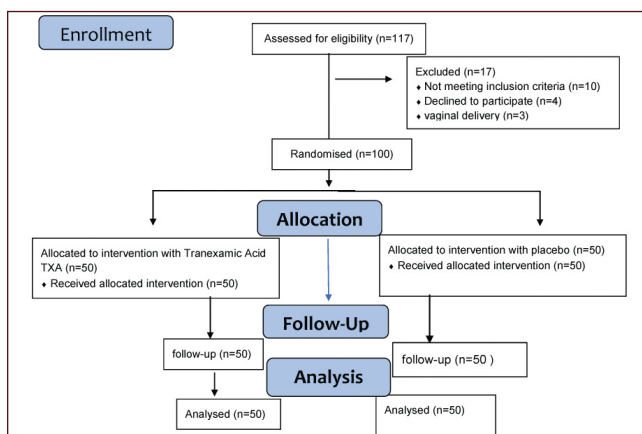 Enrollment
Assessed for eligibility (n=117)
Excluded (n=17)
♦ Not meeting inclusion criteria (n=10)
♦ Declined to participate (n=4)
♦ vaginal delivery (n=3)
Randomised (n=100)
Allocation
Allocated to intervention with Tranexamic Acid
TXA (n=50)
♦ Received allocated intervention (n=50)
Allocated to intervention with placebo (n=50)
♦ Received allocated intervention (n=50)
Follow-Up
follow-up (n=50)
follow-up (n=50 )
Analysis
Analysed (n=50)
Analysed (n=50)